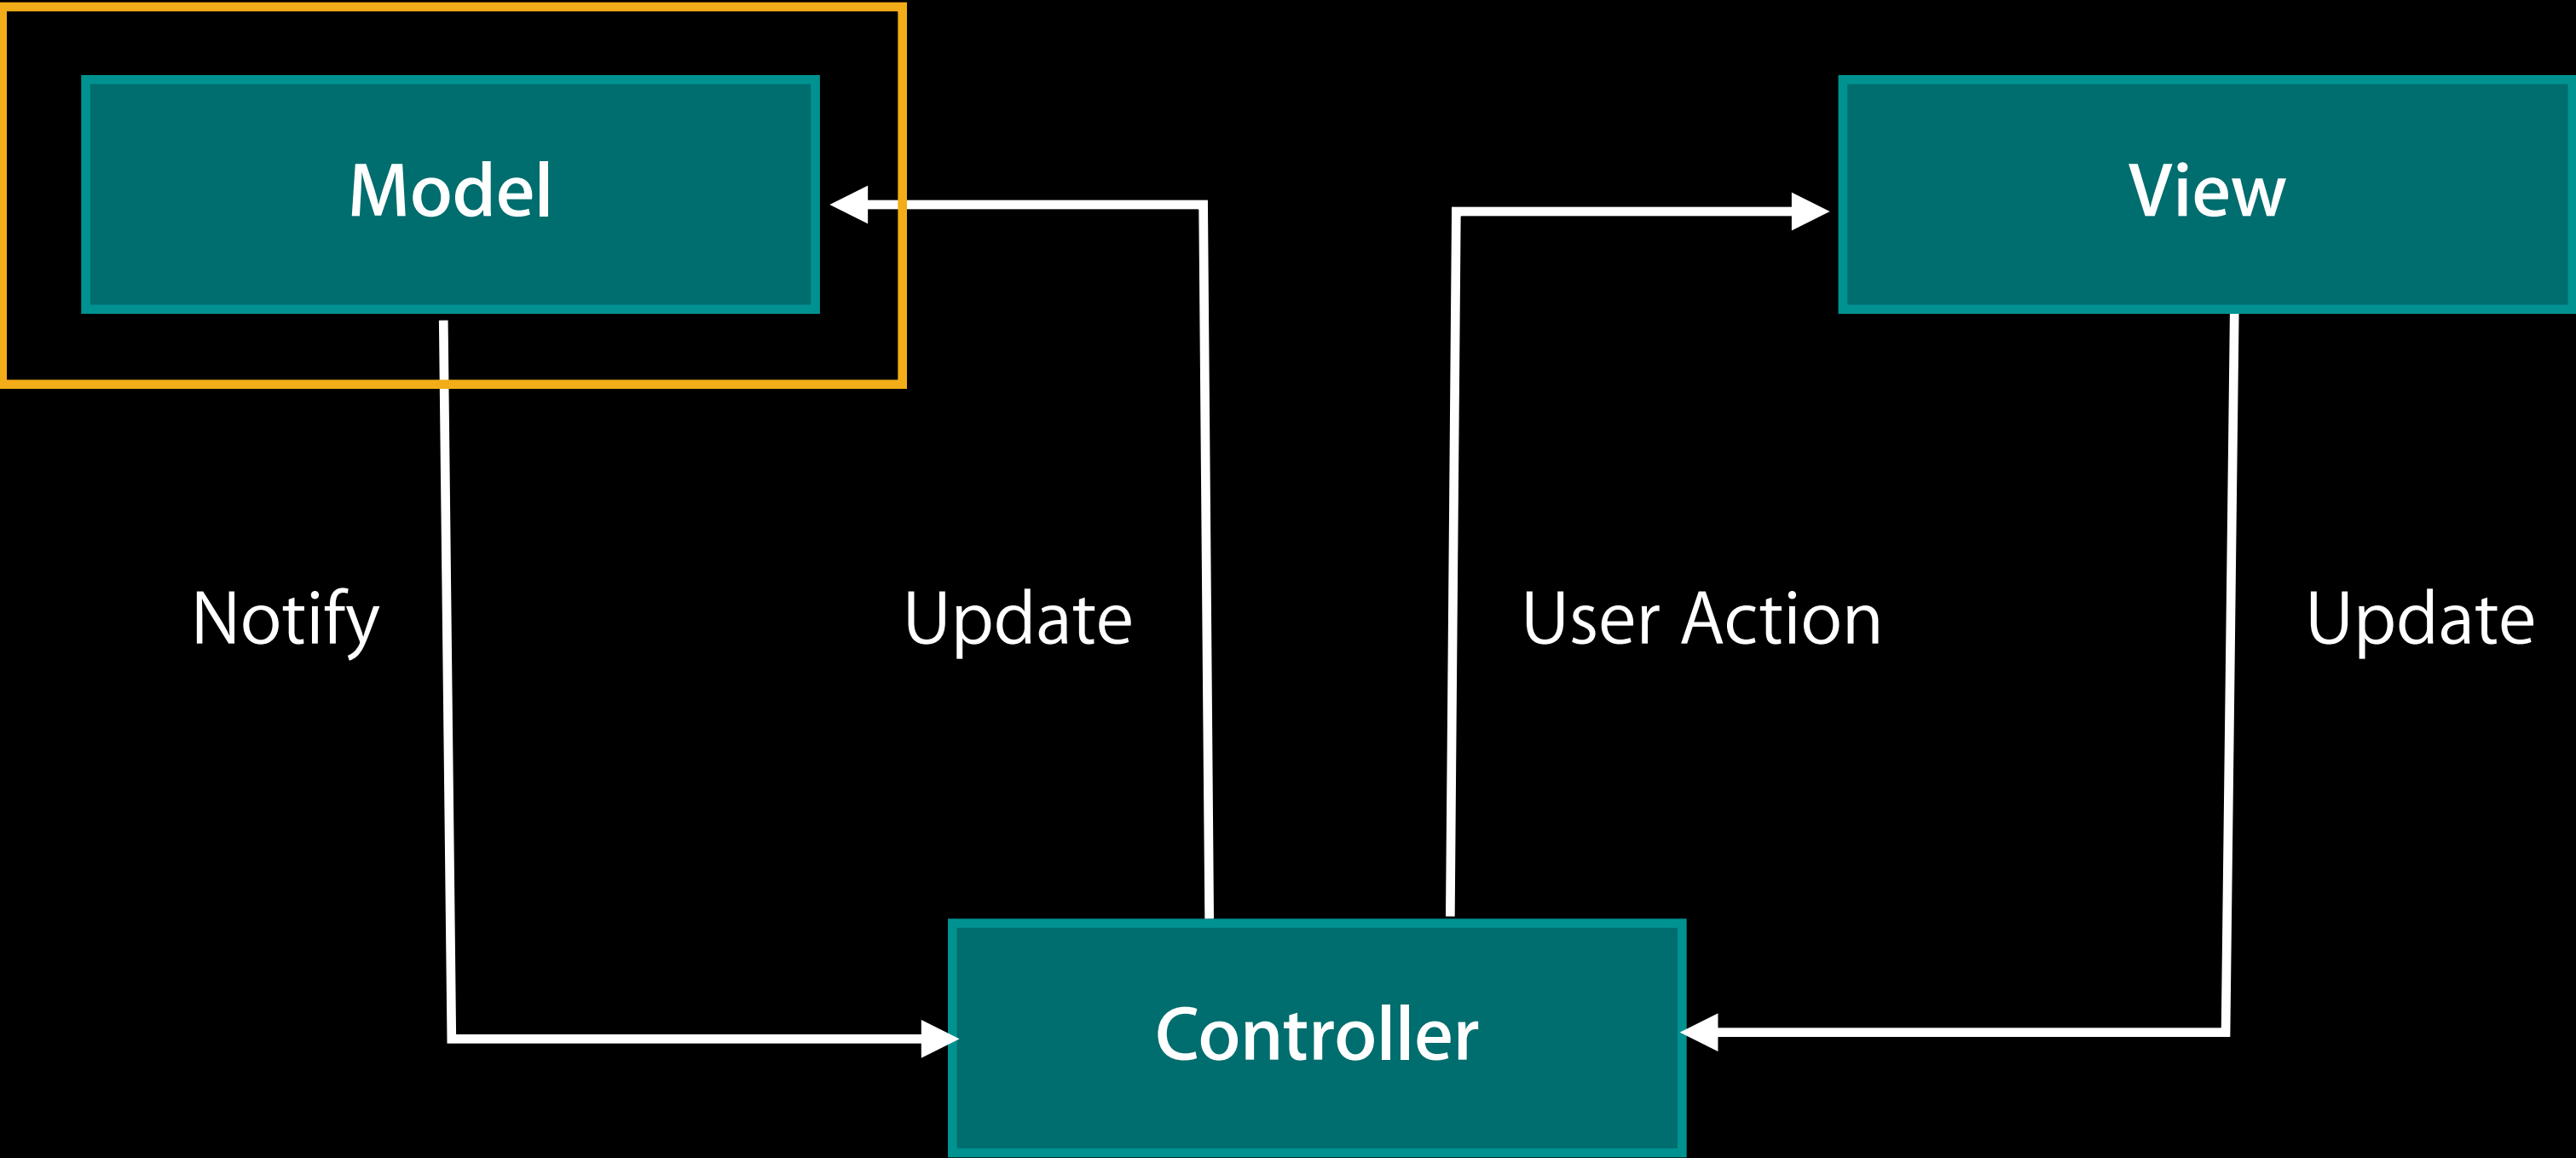 Model
View
Notify
Update
User Action
Update
Controller